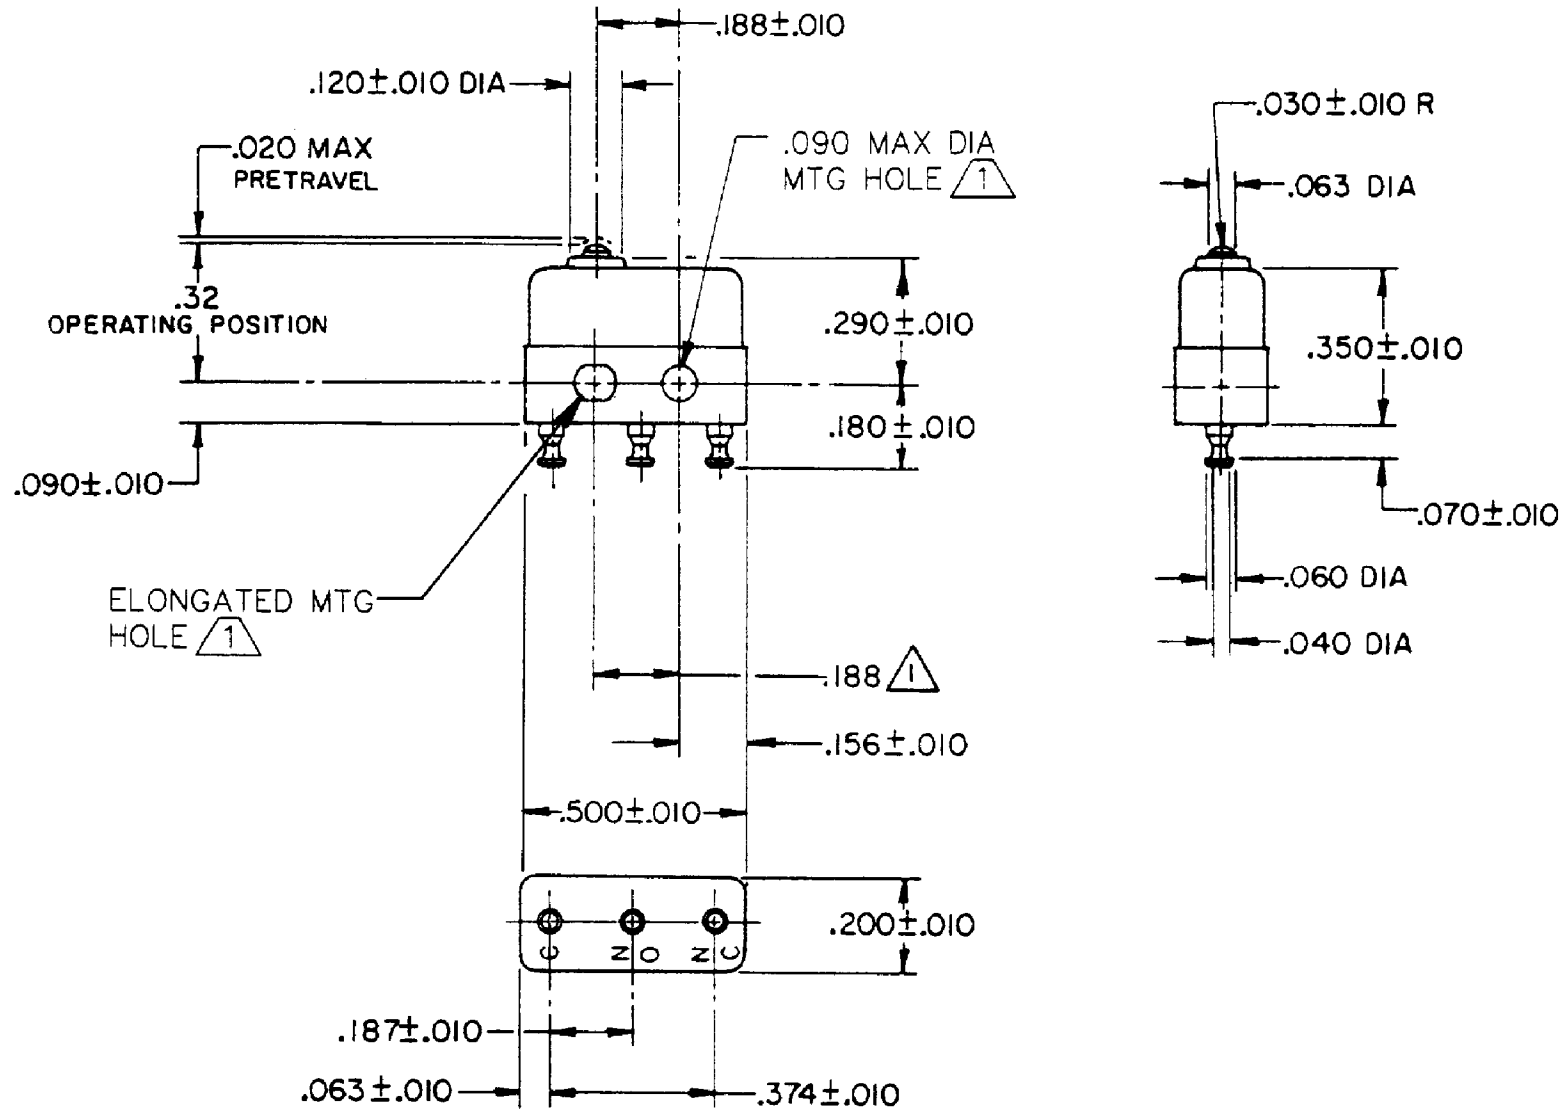 .188±.010
.120±.010 DIA
.030±.010 R
.020 MAX
PRETRAVEL
.090 MAX DIA
MTG HOLE 1
.063 DIA
.32
OPERATING POSITION
.290±.010
.350±.010
.180±.010
.090±.010
.070±.010
ELONGATED MTG
HOLE 1
.060 DIA
.040 DIA
.188 1
.156±.010
.500±.010
.200±.010
C N O N C
.187±.010
.063±.010
.374±.010